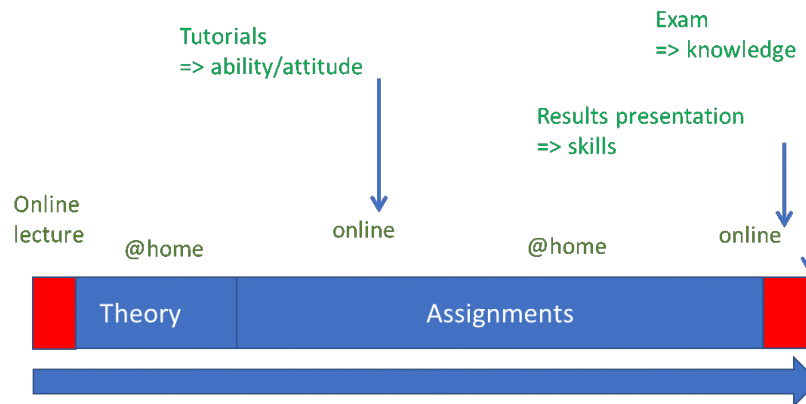 Exam
=> knowledge
Tutorials
=> ability/attitude
Results presentation
=> skills
Online
lecture
@home
online
@home
online
Theory
Assignments